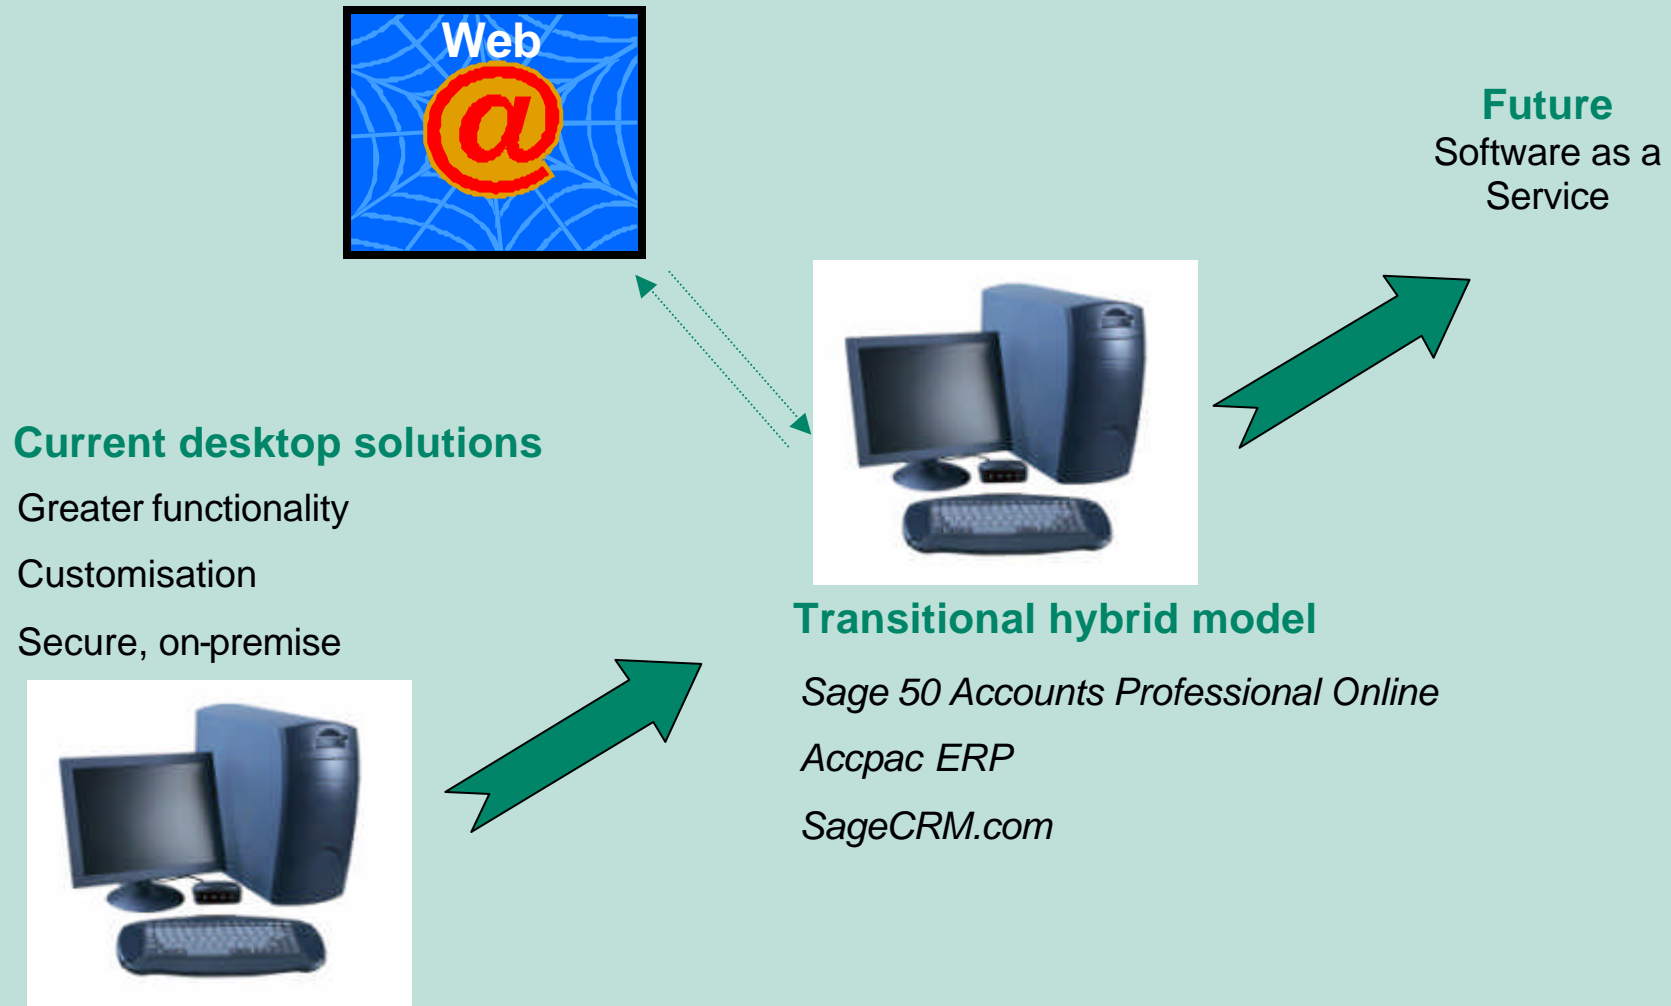 Web
@
Future
Software as a
Service
Current desktop solutions
Greater functionality
Customisation
Secure, on-premise
Transitional hybrid model
Sage 50 Accounts Professional Online
Accpac ERP
SageCRM.com